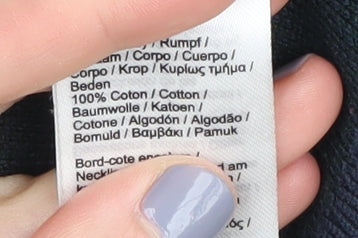 / Rumpf /
/ Corpo / Cuerpo /
Corpo / Krop / Κυρίως τμήμα /
Beden
100% Coton / Cotton /
Baumwolle / Katoen /
Cotone / Algodón / Algodão /
Bomuld / Βαμβάκι / Pamuk
Bord-cote